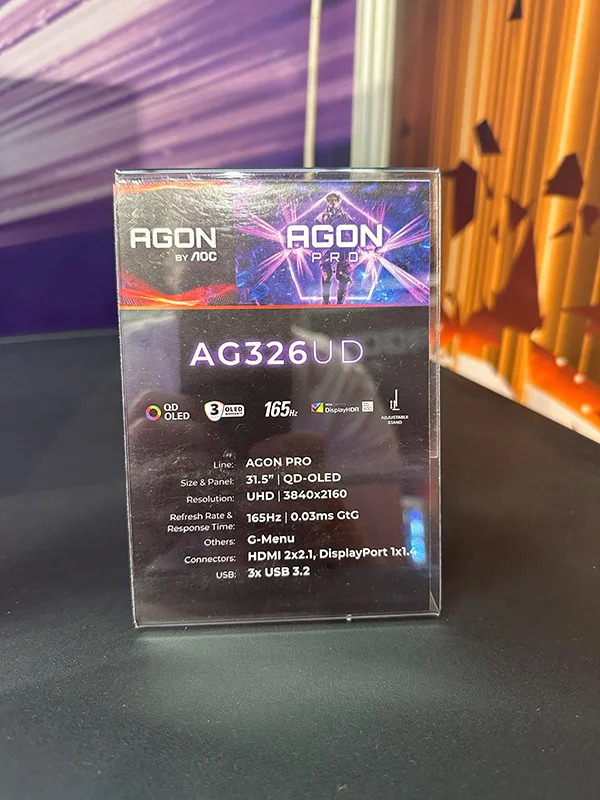 AGON
BY AOC
AGON
PRO
AG326UD
QD
OLED
3
OLED
165Hz
DisplayHDR
ADJUSTABLE
STAND
Line: AGON PRO
Size & Panel: 31.5" | QD-OLED
Resolution: UHD | 3840x2160
Refresh Rate &
Response Time: 165Hz | 0.03ms GtG
Others: G-Menu
Connectors: HDMI 2x2.1, DisplayPort 1x1.4
USB: 3x USB 3.2